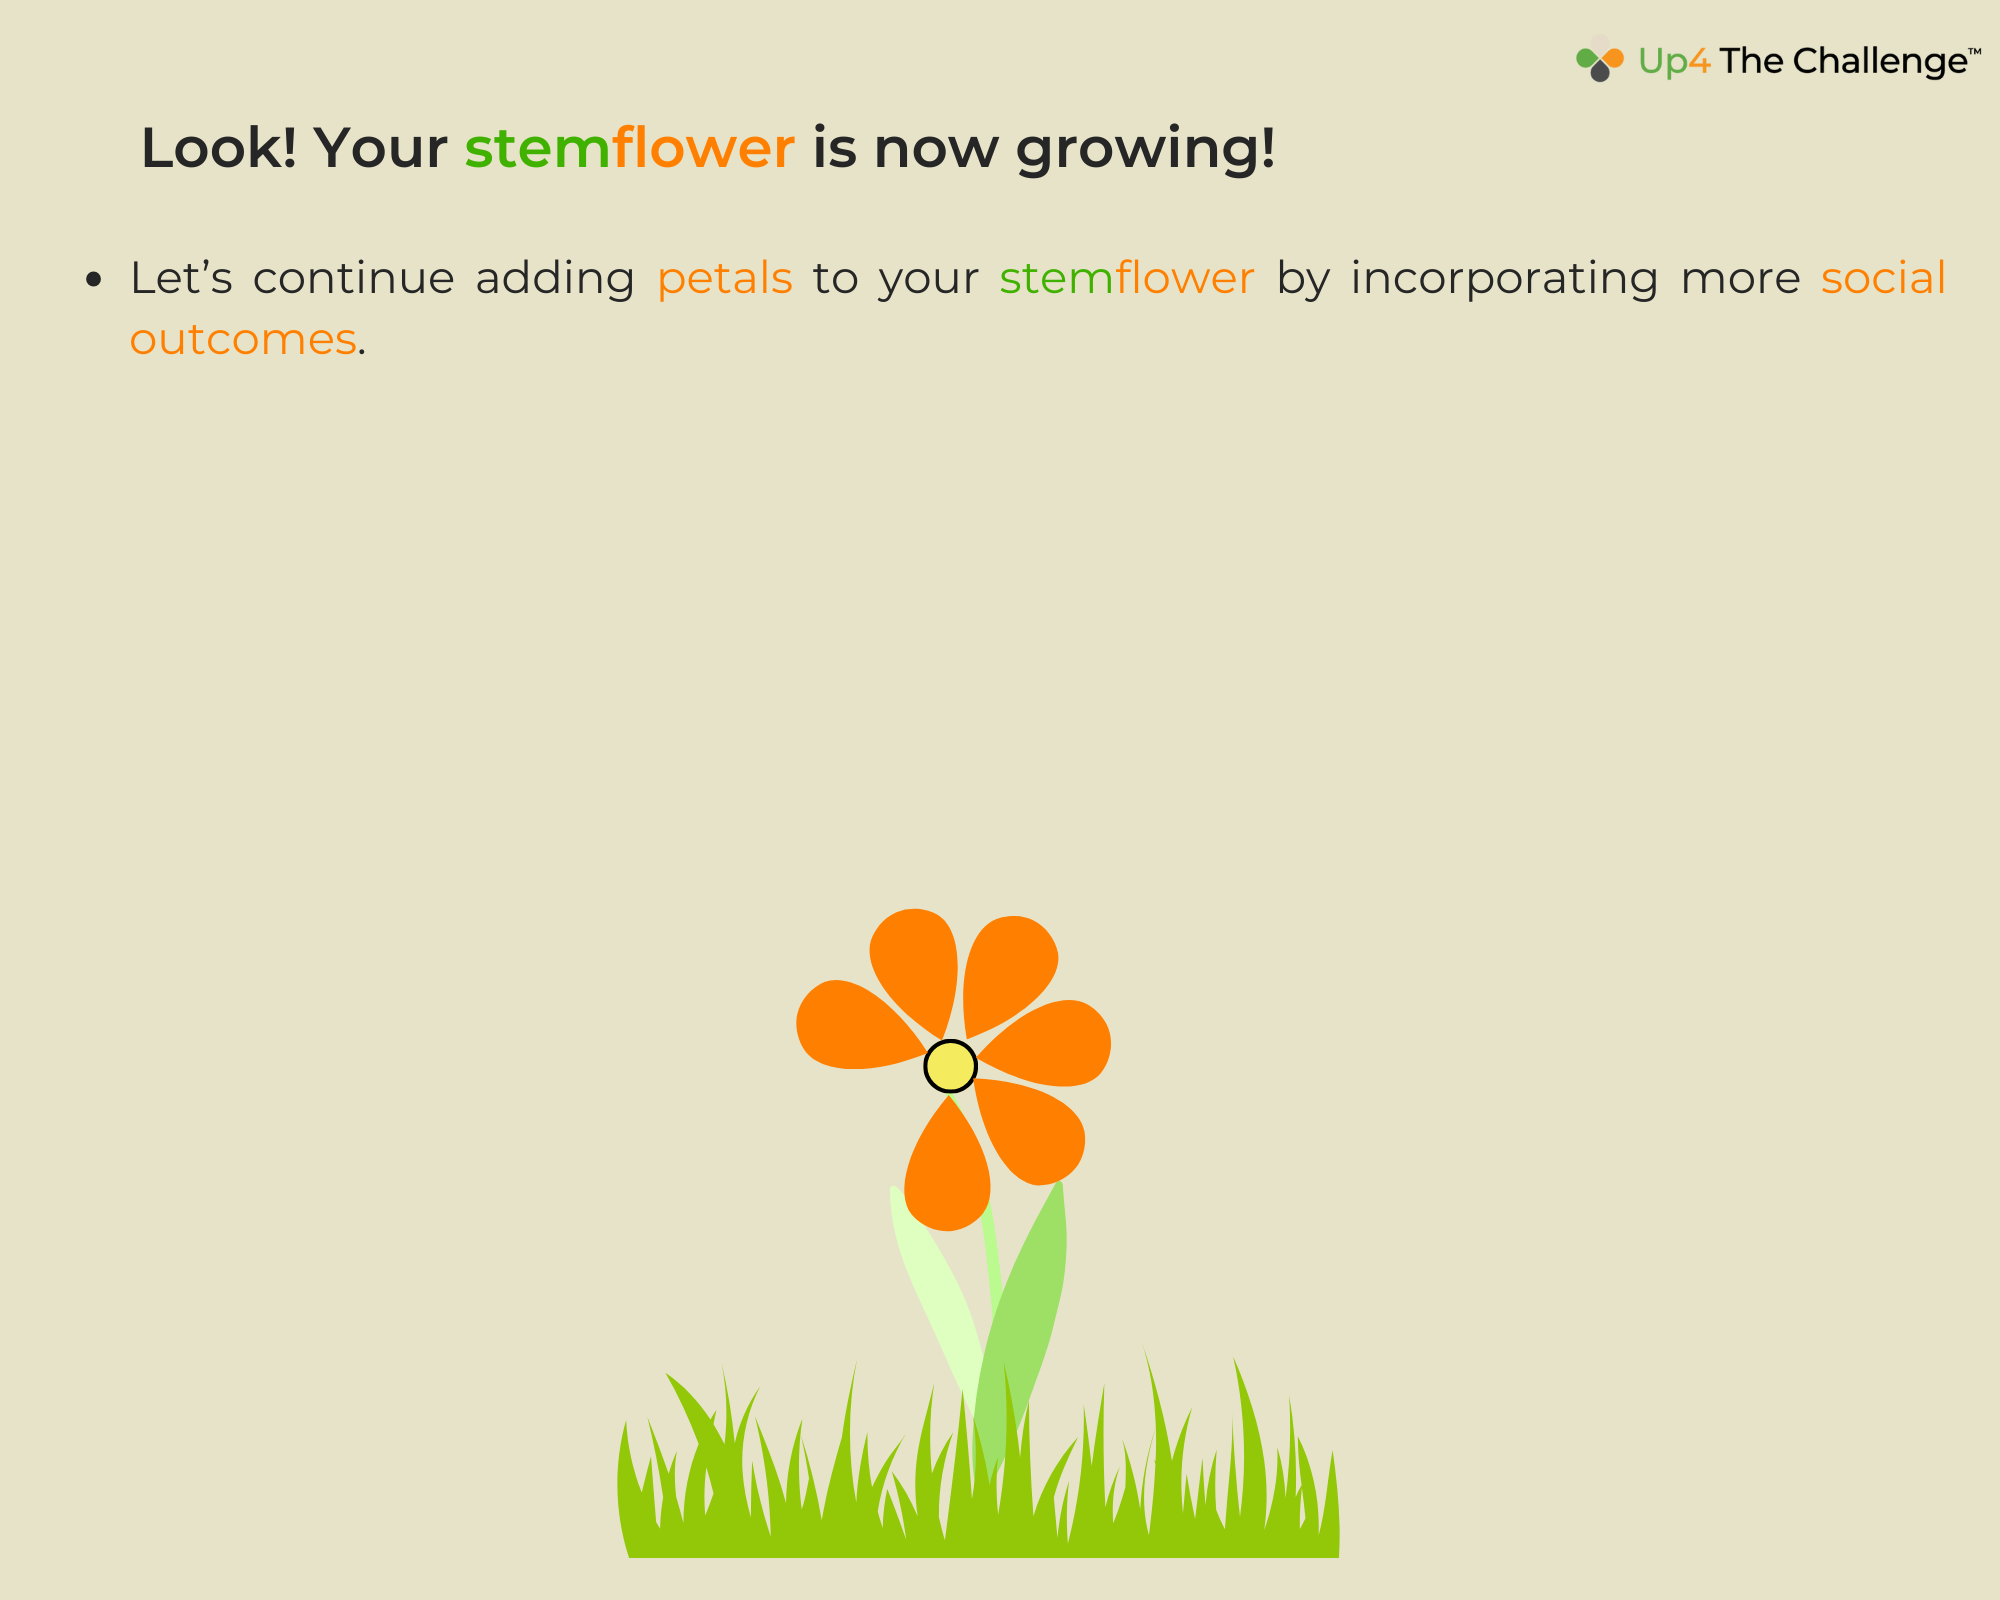 Up4 The Challenge™
Look! Your stemflower is now growing!
• Let’s continue adding petals to your stemflower by incorporating more social
outcomes.